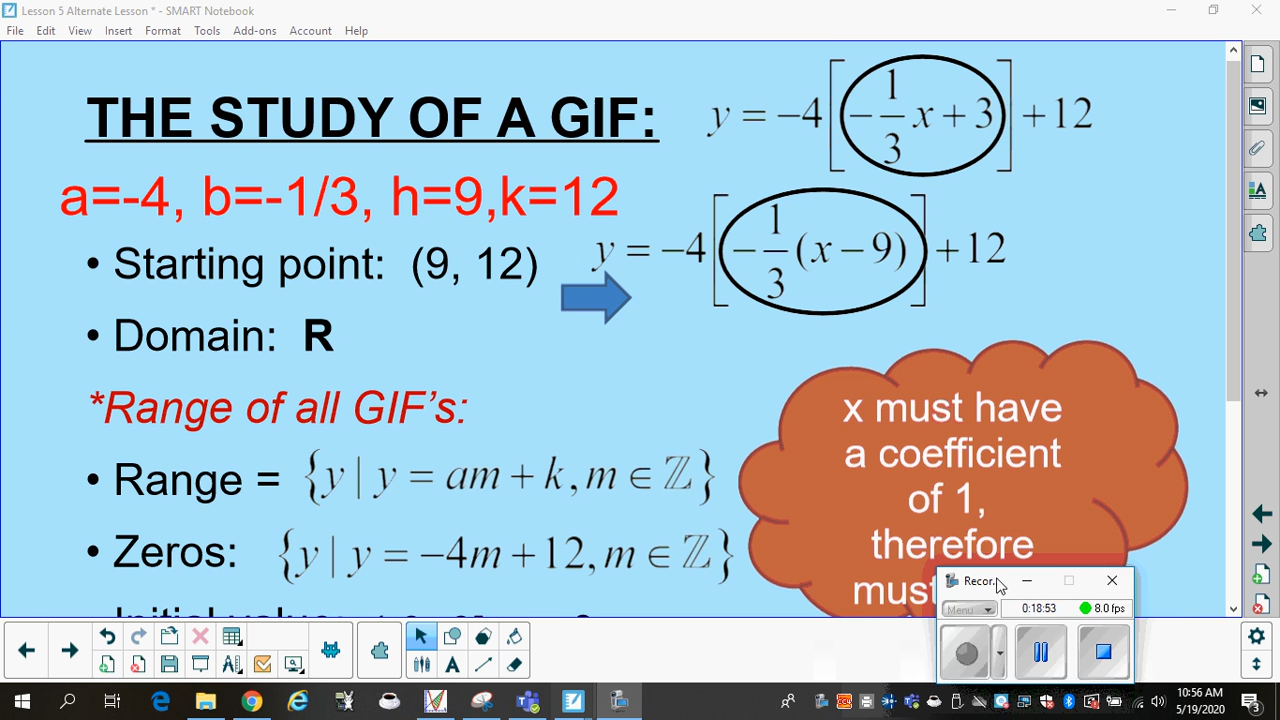 Lesson 5 Alternate Lesson * - SMART Notebook
File Edit View Insert Format Tools Add-ons Account Help
THE STUDY OF A GIF:
y = −4[−1/3 x + 3] + 12
a=-4, b=-1/3, h=9,k=12
y = −4[−1/3 (x − 9)] + 12
• Starting point: (9, 12)
• Domain: R
*Range of all GIF's:
• Range = {y | y = am + k, m ∈ ℤ}
• Zeros: {y | y = −4m + 12, m ∈ ℤ}
x must have
a coefficient
of 1,
therefore
must
Recor
Menu
0:18:53
8.0 fps
10:56 AM
5/19/2020
3